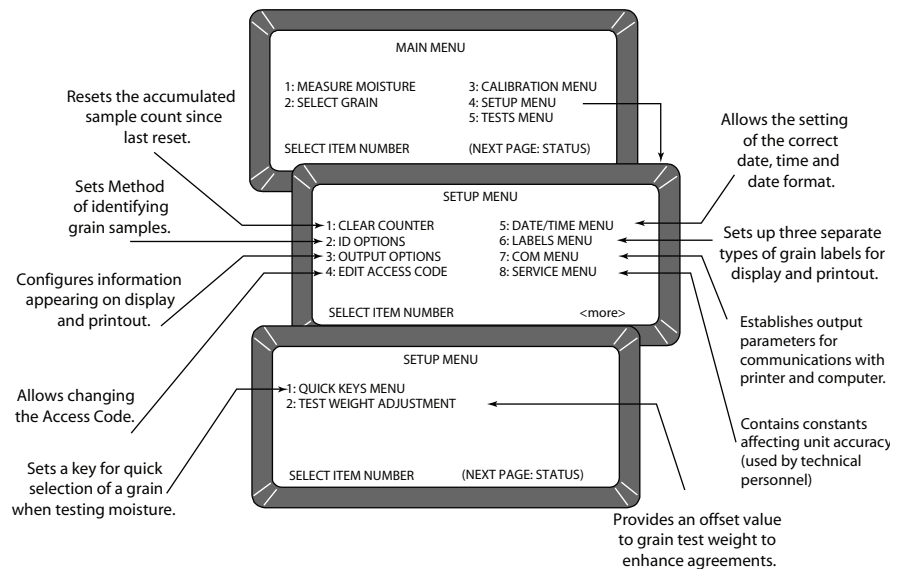 MAIN MENU
1: MEASURE MOISTURE
2: SELECT GRAIN
3: CALIBRATION MENU
4: SETUP MENU
5: TESTS MENU
SELECT ITEM NUMBER
(NEXT PAGE: STATUS)
Resets the accumulated
sample count since
last reset.
Sets Method
of identifying
grain samples.
Configures information
appearing on display
and printout.
Allows changing
the Access Code.
Sets a key for quick
selection of a grain
when testing moisture.
SETUP MENU
1: CLEAR COUNTER
2: ID OPTIONS
3: OUTPUT OPTIONS
4: EDIT ACCESS CODE
5: DATE/TIME MENU
6: LABELS MENU
7: COM MENU
8: SERVICE MENU
SELECT ITEM NUMBER
<more>
SETUP MENU
1: QUICK KEYS MENU
2: TEST WEIGHT ADJUSTMENT
SELECT ITEM NUMBER
(NEXT PAGE: STATUS)
Allows the setting
of the correct
date, time and
date format.
Sets up three separate
types of grain labels for
display and printout.
Establishes output
parameters for
communications with
printer and computer.
Contains constants
affecting unit accuracy
(used by technical
personnel)
Provides an offset value
to grain test weight to
enhance agreements.